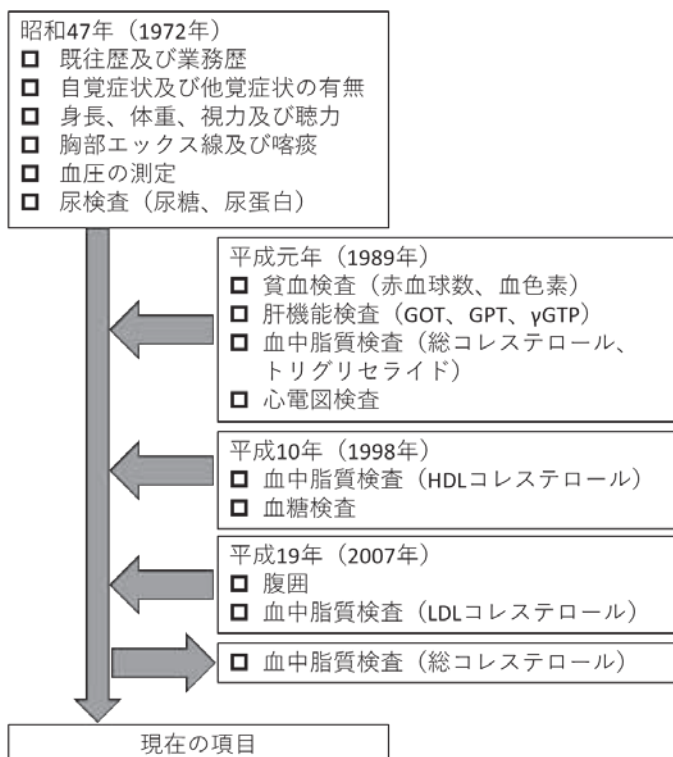 昭和47年（1972年）
□ 既往歴及び業務歴
□ 自覚症状及び他覚症状の有無
□ 身長、体重、視力及び聴力
□ 胸部エックス線及び喀痰
□ 血圧の測定
□ 尿検査（尿糖、尿蛋白）
平成元年（1989年）
□ 貧血検査（赤血球数、血色素）
□ 肝機能検査（GOT、GPT、γGTP）
□ 血中脂質検査（総コレステロール、
トリグリセライド）
□ 心電図検査
平成10年（1998年）
□ 血中脂質検査（HDLコレステロール）
□ 血糖検査
平成19年（2007年）
□ 腹囲
□ 血中脂質検査（LDLコレステロール）
□ 血中脂質検査（総コレステロール）
現在の項目